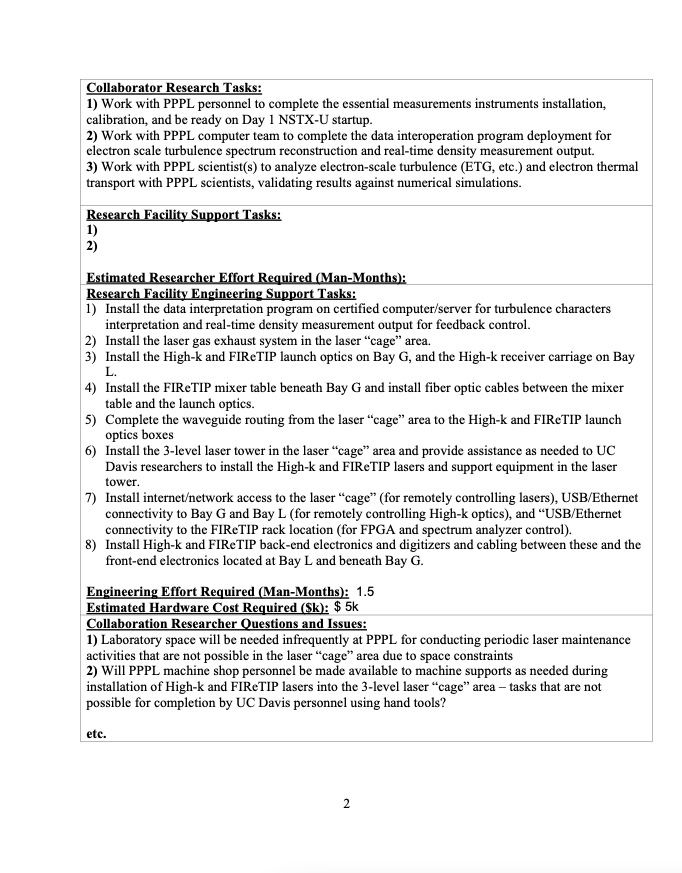 Collaborator Research Tasks:
1) Work with PPPL personnel to complete the essential measurements instruments installation,
calibration, and be ready on Day 1 NSTX-U startup.
2) Work with PPPL computer team to complete the data interoperation program deployment for
electron scale turbulence spectrum reconstruction and real-time density measurement output.
3) Work with PPPL scientist(s) to analyze electron-scale turbulence (ETG, etc.) and electron thermal
transport with PPPL scientists, validating results against numerical simulations.
Research Facility Support Tasks:
1)
2)
Estimated Researcher Effort Required (Man-Months):
Research Facility Engineering Support Tasks:
1) Install the data interpretation program on certified computer/server for turbulence characters
interpretation and real-time density measurement output for feedback control.
2) Install the laser gas exhaust system in the laser “cage” area.
3) Install the High-k and FIReTIP launch optics on Bay G, and the High-k receiver carriage on Bay
L.
4) Install the FIReTIP mixer table beneath Bay G and install fiber optic cables between the mixer
table and the launch optics.
5) Complete the waveguide routing from the laser “cage” area to the High-k and FIReTIP launch
optics boxes
6) Install the 3-level laser tower in the laser “cage” area and provide assistance as needed to UC
Davis researchers to install the High-k and FIReTIP lasers and support equipment in the laser
tower.
7) Install internet/network access to the laser “cage” (for remotely controlling lasers), USB/Ethernet
connectivity to Bay G and Bay L (for remotely controlling High-k optics), and “USB/Ethernet
connectivity to the FIReTIP rack location (for FPGA and spectrum analyzer control).
8) Install High-k and FIReTIP back-end electronics and digitizers and cabling between these and the
front-end electronics located at Bay L and beneath Bay G.
Engineering Effort Required (Man-Months): 1.5
Estimated Hardware Cost Required ($k): $ 5k
Collaboration Researcher Questions and Issues:
1) Laboratory space will be needed infrequently at PPPL for conducting periodic laser maintenance
activities that are not possible in the laser “cage” area due to space constraints
2) Will PPPL machine shop personnel be made available to machine supports as needed during
installation of High-k and FIReTIP lasers into the 3-level laser “cage” area – tasks that are not
possible for completion by UC Davis personnel using hand tools?
etc.
2